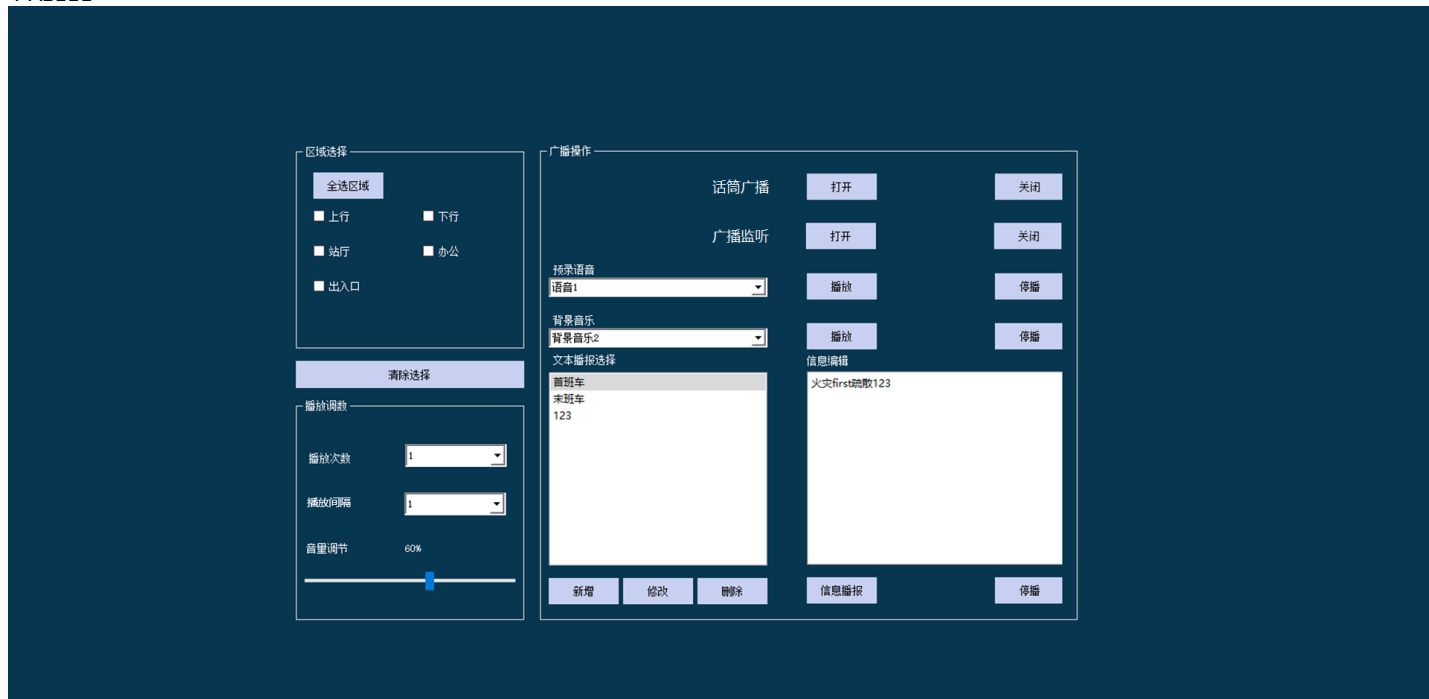 区域选择
全选区域
上行
下行
站厅
办公
出入口
清除选择
播放调数
播放次数
1
播放间隔
1
音量调节
60%
广播操作
话筒广播
打开
关闭
广播监听
打开
关闭
预录语音
语音1
播放
停播
背景音乐
背景音乐2
播放
停播
文本播报选择
首班车
末班车
123
新增
修改
删除
信息编辑
火灾first疏散123
信息播报
停播